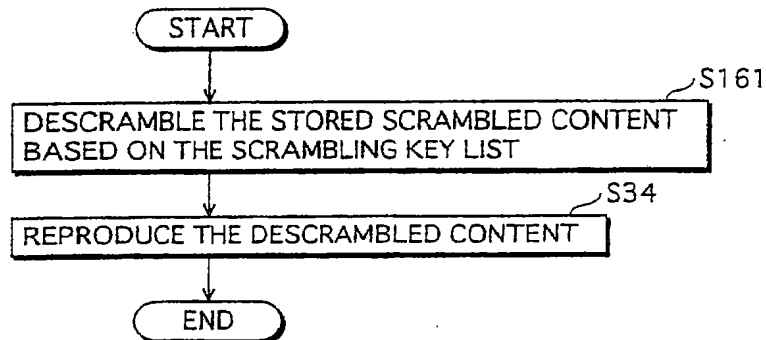 START
S161
DESCRAMBLE THE STORED SCRAMBLED CONTENT
BASED ON THE SCRAMBLING KEY LIST
S34
REPRODUCE THE DESCRAMBLED CONTENT
END